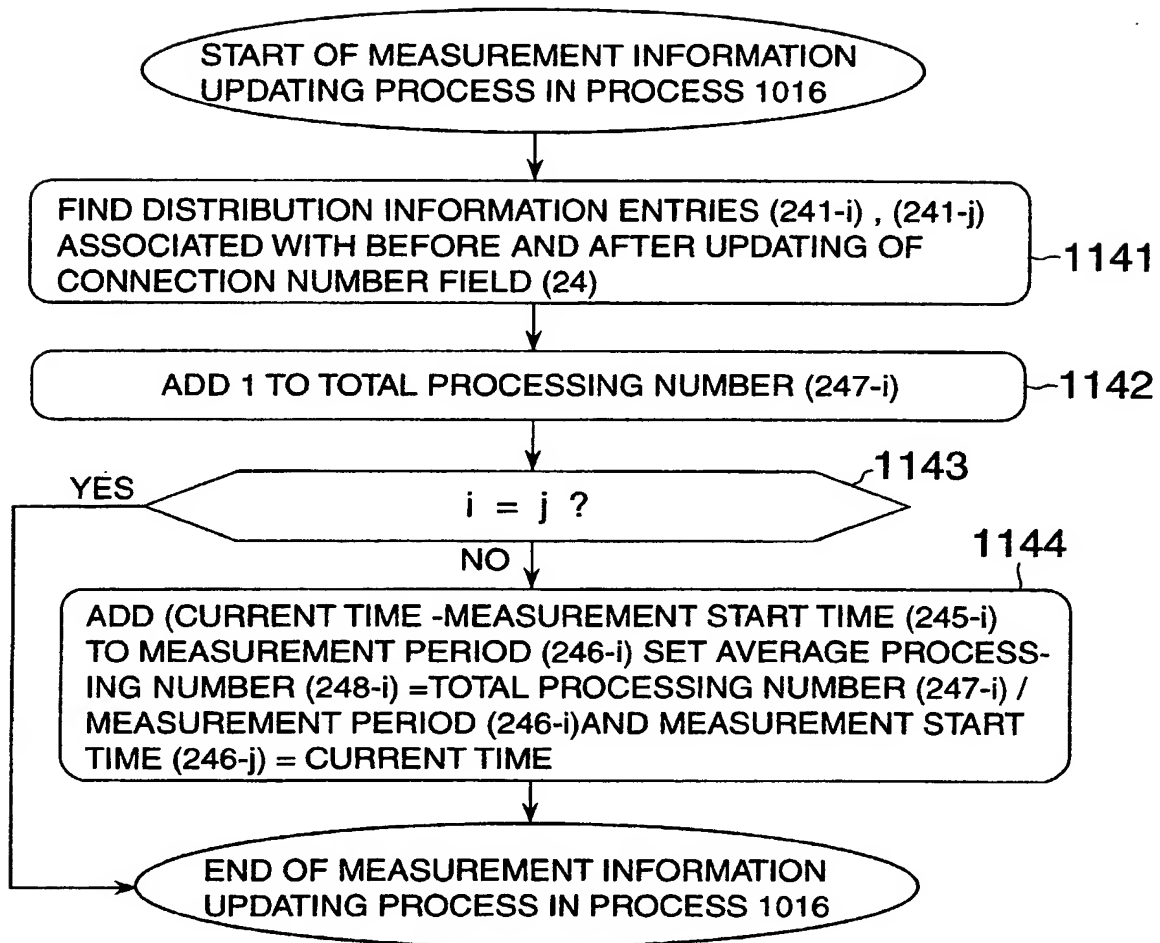 START OF MEASUREMENT INFORMATION
UPDATING PROCESS IN PROCESS 1016
FIND DISTRIBUTION INFORMATION ENTRIES (241-i) , (241-j)
ASSOCIATED WITH BEFORE AND AFTER UPDATING OF
CONNECTION NUMBER FIELD (24)
1141
ADD 1 TO TOTAL PROCESSING NUMBER (247-i)
1142
1143
YES
i = j ?
NO
1144
ADD (CURRENT TIME -MEASUREMENT START TIME (245-i)
TO MEASUREMENT PERIOD (246-i) SET AVERAGE PROCESS-
ING NUMBER (248-i) =TOTAL PROCESSING NUMBER (247-i) /
MEASUREMENT PERIOD (246-i)AND MEASUREMENT START
TIME (246-j) = CURRENT TIME
END OF MEASUREMENT INFORMATION
UPDATING PROCESS IN PROCESS 1016